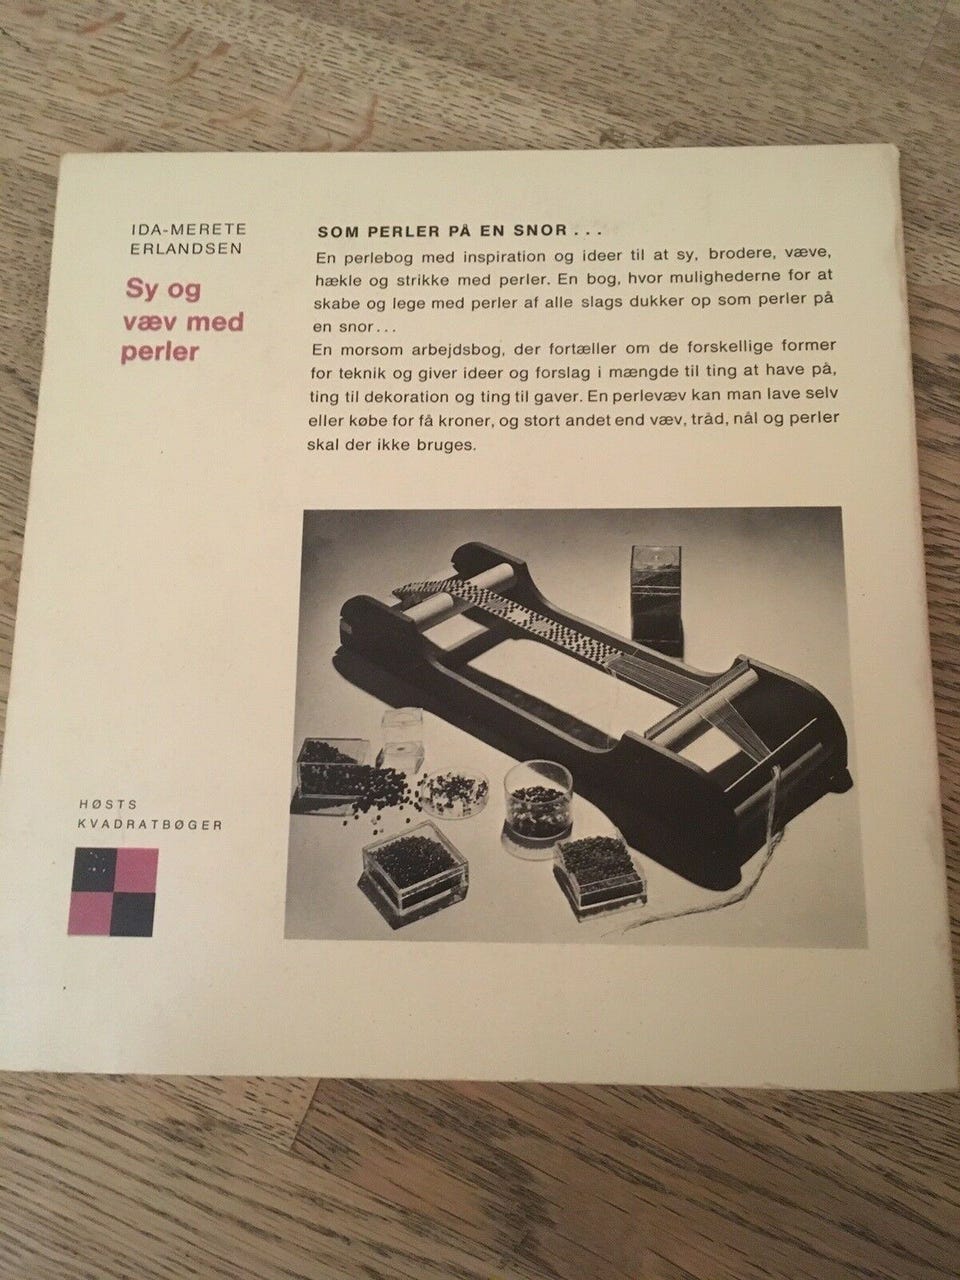 IDA-MERETE
ERLANDSEN
Sy og
væv med
perler
SOM PERLER PÅ EN SNOR . . .
En perlebog med inspiration og ideer til at sy, brodere, væve,
hækle og strikke med perler. En bog, hvor mulighederne for at
skabe og lege med perler af alle slags dukker op som perler på
en snor . . .
En morsom arbejdsbog, der fortæller om de forskellige former
for teknik og giver ideer og forslag i mængde til ting at have på,
ting til dekoration og ting til gaver. En perlevæv kan man lave selv
eller købe for få kroner, og stort andet end væv, tråd, nål og perler
skal der ikke bruges.
HØSTS
KVADRATBØGER